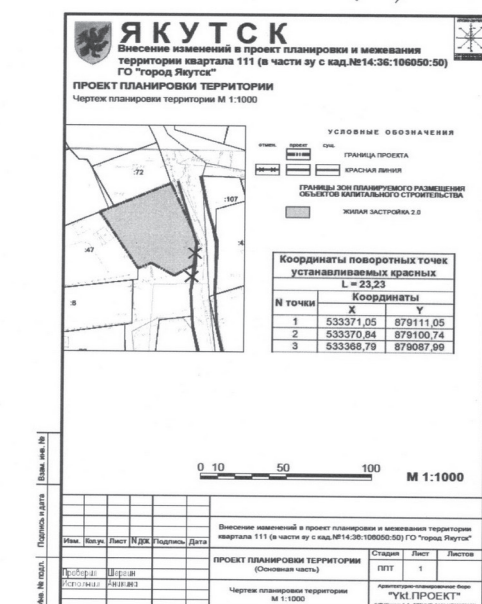 ЯКУТСК
Внесение изменений в проект планировки и межевания
территории квартала 111 (в части зу с кад.№14:36:106050:50)
ГО "город Якутск"
ПРОЕКТ ПЛАНИРОВКИ ТЕРРИТОРИИ
Чертеж планировки территории М 1:1000
УСЛОВНЫЕ ОБОЗНАЧЕНИЯ
отмен. проект сущ.
ГРАНИЦА ПРОЕКТА
КРАСНАЯ ЛИНИЯ
ГРАНИЦЫ ЗОН ПЛАНИРУЕМОГО РАЗМЕЩЕНИЯ
ОБЪЕКТОВ КАПИТАЛЬНОГО СТРОИТЕЛЬСТВА
ЖИЛАЯ ЗАСТРОЙКА 2.0
:72
:107
:47
Координаты поворотных точек
устанавливаемых красных
L = 23,23
N точки Координаты
X Y
1 533371,05 879111,05
2 533370,84 879100,74
3 533368,79 879087,99
0 10 50 100
М 1:1000
Взам. инв. №
Подпись и дата
Инв. № подл.
Внесение изменений в проект планировки и межевания территории
квартала 111 (в части зу с кад.№14:36:106050:50) ГО "город Якутск"
Изм. Кол.уч. Лист N док. Подпись Дата
ПРОЕКТ ПЛАНИРОВКИ ТЕРРИТОРИИ
(Основная часть)
Стадия Лист Листов
ППТ 1
Проверил
Исполнил
Чертеж планировки территории
М 1:1000
Архитектурно-планировочное бюро
"Ykt.ПРОЕКТ"